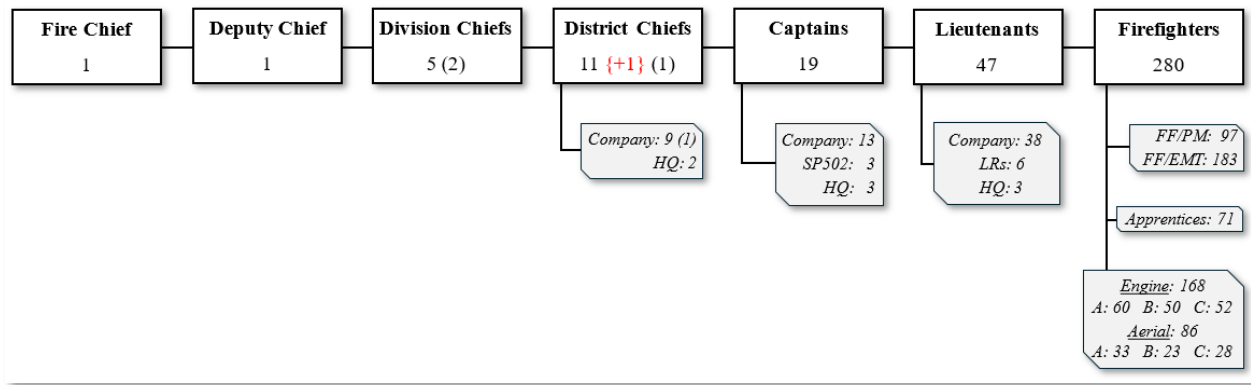 Fire Chief
1
Deputy Chief
1
Division Chiefs
5 (2)
District Chiefs
11 {+1} (1)
Captains
19
Lieutenants
47
Firefighters
280
Company: 9 (1)
HQ: 2
Company: 13
SP502: 3
HQ: 3
Company: 38
LRs: 6
HQ: 3
FF/PM: 97
FF/EMT: 183
Apprentices: 71
Engine: 168
A: 60 B: 50 C: 52
Aerial: 86
A: 33 B: 23 C: 28